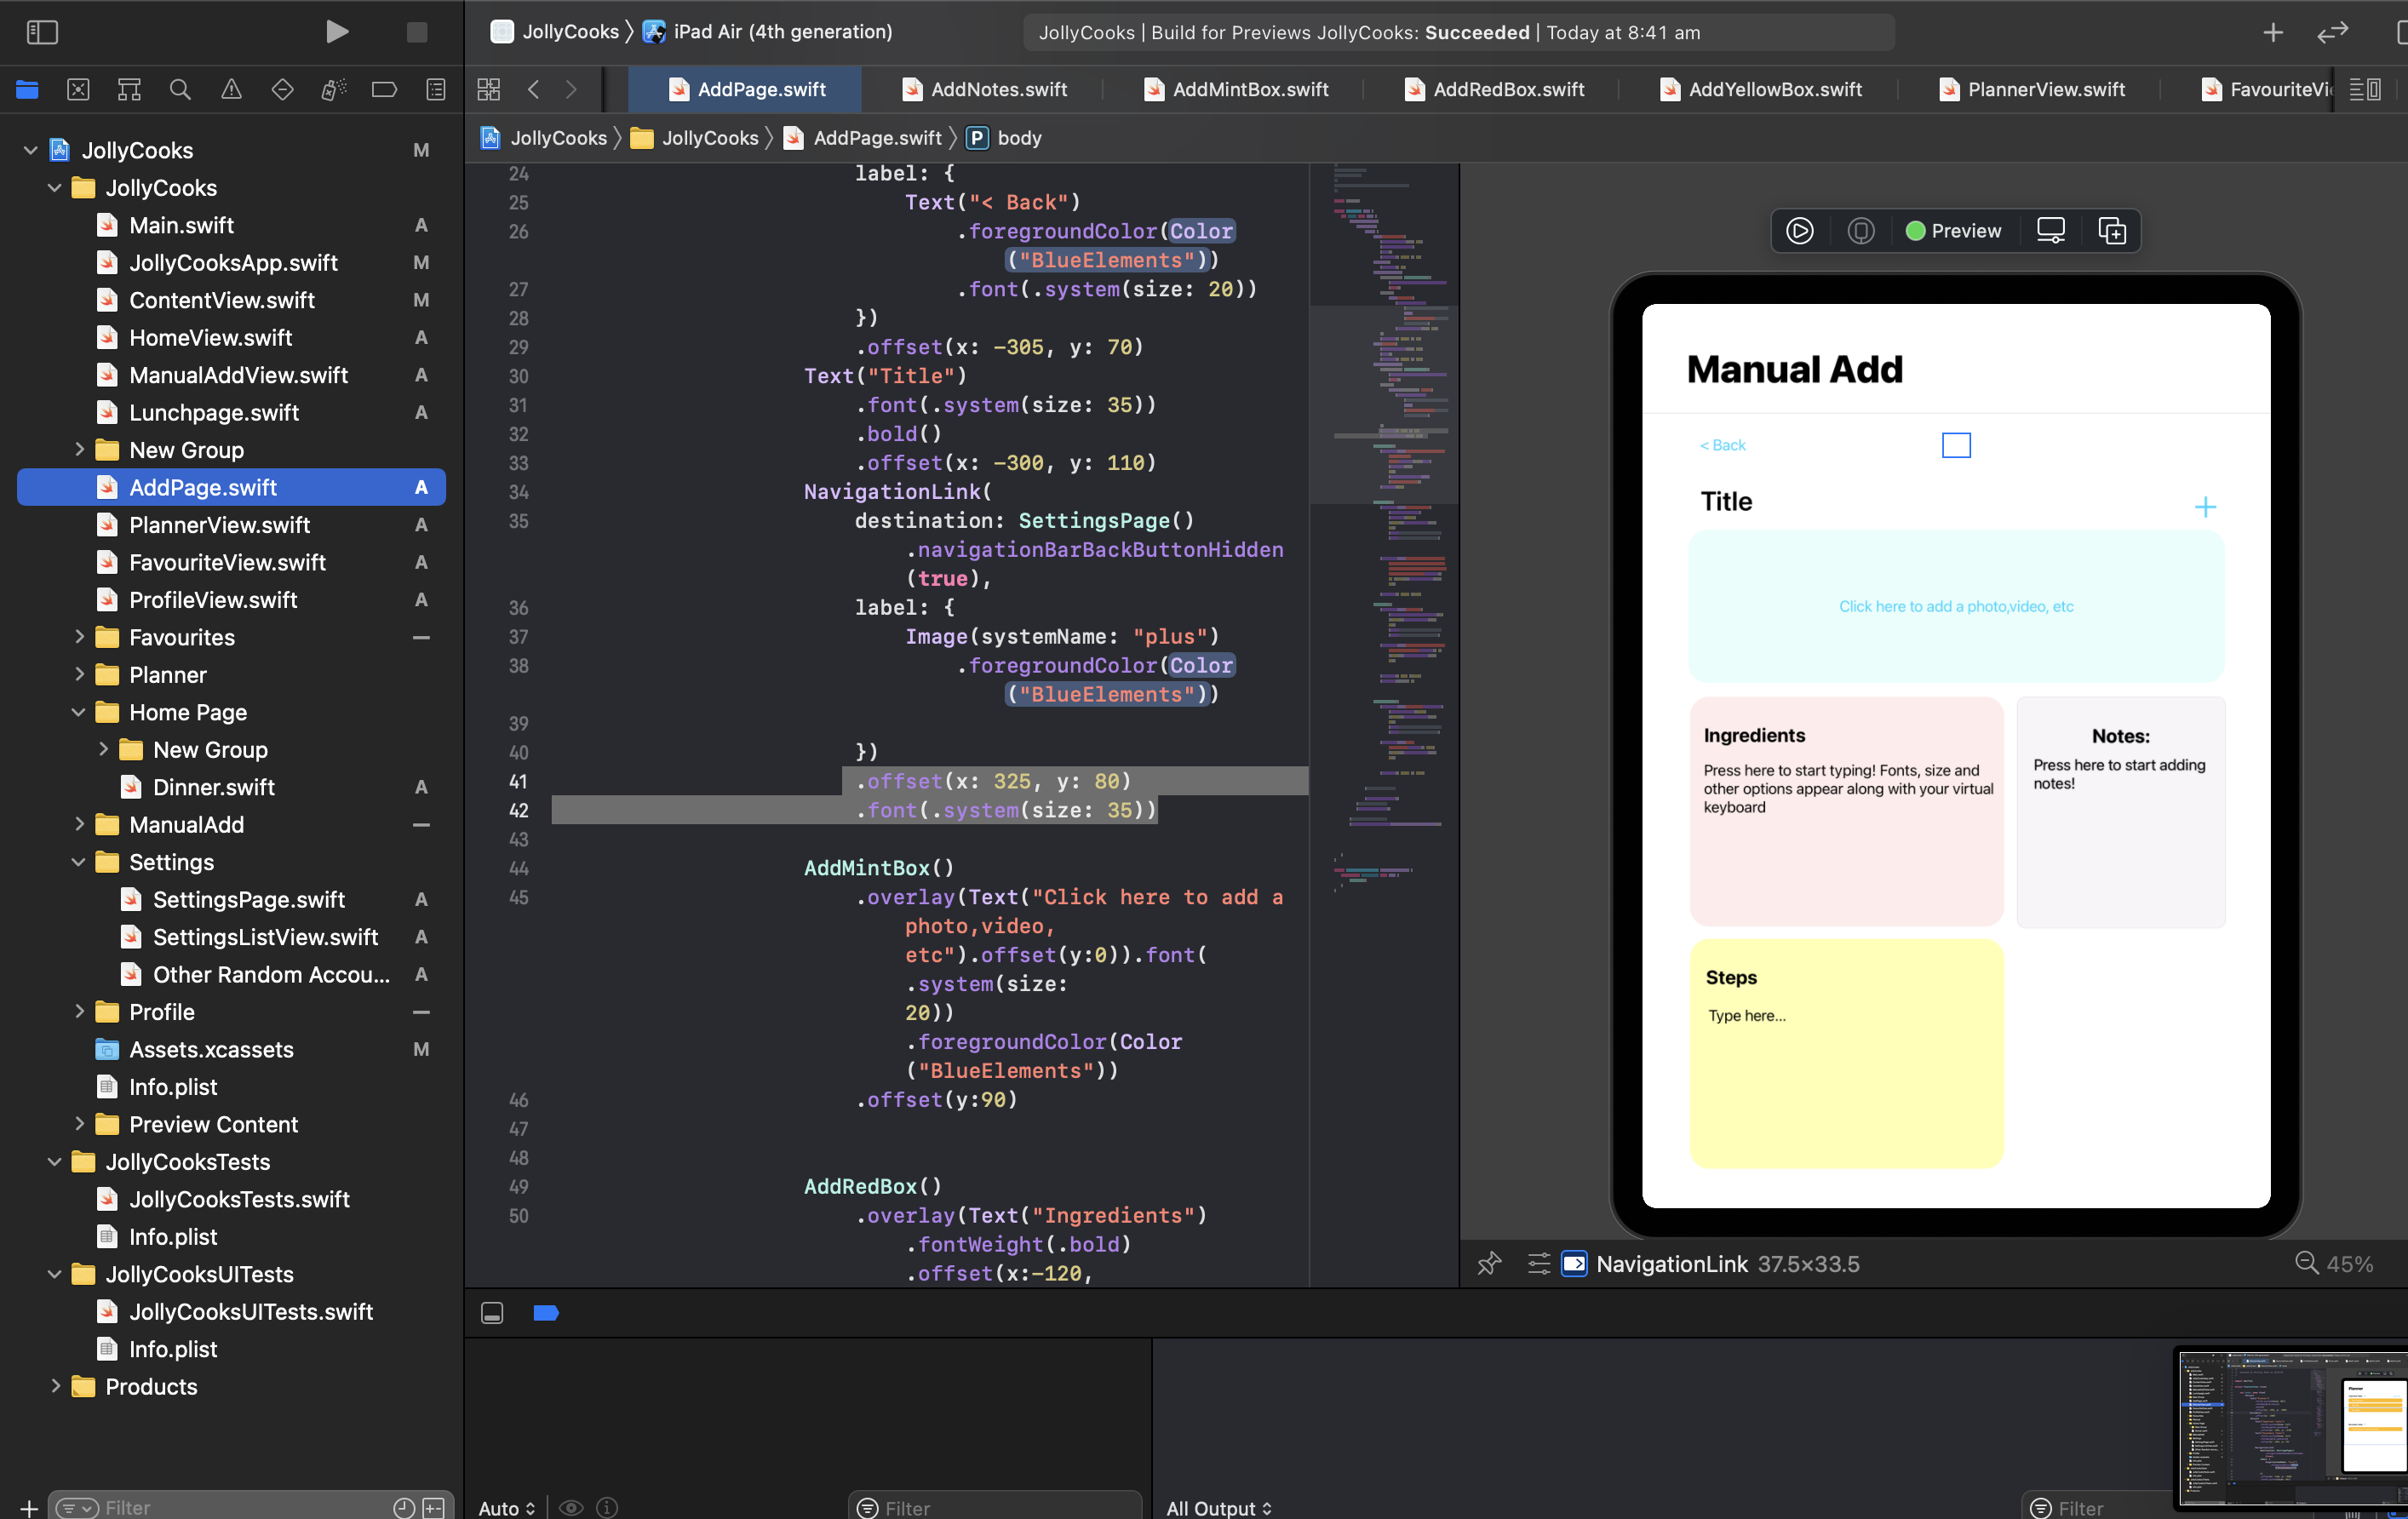 JollyCooks 〉 iPad Air (4th generation)
JollyCooks | Build for Previews JollyCooks: Succeeded | Today at 8:41 am
AddPage.swift
AddNotes.swift
AddMintBox.swift
AddRedBox.swift
AddYellowBox.swift
PlannerView.swift
FavouriteVi
JollyCooks 〉 JollyCooks 〉 AddPage.swift 〉 P body
JollyCooks M
JollyCooks
Main.swift A
JollyCooksApp.swift M
ContentView.swift M
HomeView.swift A
ManualAddView.swift A
Lunchpage.swift A
New Group
AddPage.swift A
PlannerView.swift A
FavouriteView.swift A
ProfileView.swift A
Favourites
Planner
Home Page
New Group
Dinner.swift A
ManualAdd
Settings
SettingsPage.swift A
SettingsListView.swift A
Other Random Accou... A
Profile
Assets.xcassets M
Info.plist
Preview Content
JollyCooksTests
JollyCooksTests.swift
Info.plist
JollyCooksUITests
JollyCooksUITests.swift
Info.plist
Products
Filter
24 label: {
25 Text("< Back")
26 .foregroundColor(Color
("BlueElements"))
27 .font(.system(size: 20))
28 })
29 .offset(x: -305, y: 70)
30 Text("Title")
31 .font(.system(size: 35))
32 .bold()
33 .offset(x: -300, y: 110)
34 NavigationLink(
35 destination: SettingsPage()
.navigationBarBackButtonHidden
(true),
36 label: {
37 Image(systemName: "plus")
38 .foregroundColor(Color
("BlueElements"))
39
40 })
41 .offset(x: 325, y: 80)
42 .font(.system(size: 35))
43
44 AddMintBox()
45 .overlay(Text("Click here to add a
photo,video,
etc").offset(y:0)).font(
.system(size:
20))
.foregroundColor(Color
("BlueElements"))
46 .offset(y:90)
47
48
49 AddRedBox()
50 .overlay(Text("Ingredients")
.fontWeight(.bold)
.offset(x:-120,
Preview
Manual Add
< Back
Title
Click here to add a photo,video, etc
Ingredients
Press here to start typing! Fonts, size and
other options appear along with your virtual
keyboard
Notes:
Press here to start adding
notes!
Steps
Type here...
NavigationLink 37.5×33.5
45%
Auto
Filter
All Output
Filter